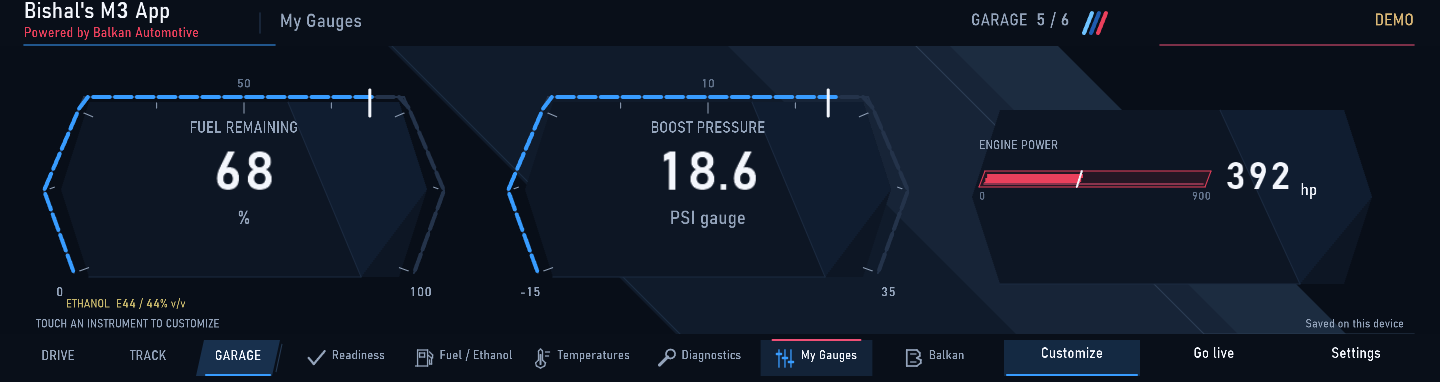 Bishal's M3 App
Powered by Balkan Automotive
My Gauges
GARAGE 5 / 6
DEMO
50
FUEL REMAINING
68
%
0
100
10
BOOST PRESSURE
18.6
PSI gauge
-15
35
ENGINE POWER
392 hp
0
900
ETHANOL E44 / 44% v/v
TOUCH AN INSTRUMENT TO CUSTOMIZE
Saved on this device
DRIVE
TRACK
GARAGE
Readiness
Fuel / Ethanol
Temperatures
Diagnostics
My Gauges
Balkan
Customize
Go live
Settings